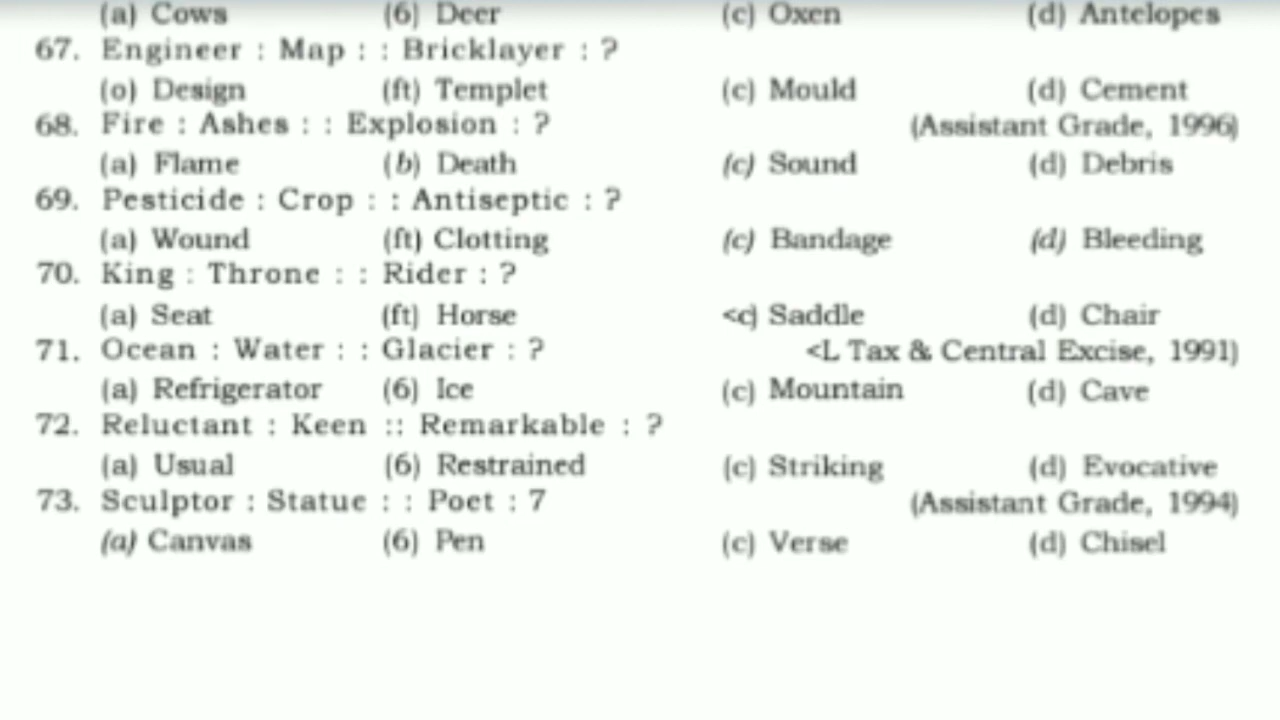 (a) Cows (6) Deer (c) Oxen (d) Antelopes
67. Engineer : Map : : Bricklayer : ?
(o) Design (ft) Templet (c) Mould (d) Cement
68. Fire : Ashes : : Explosion : ? (Assistant Grade, 1996)
(a) Flame (b) Death (c) Sound (d) Debris
69. Pesticide : Crop : : Antiseptic : ?
(a) Wound (ft) Clotting (c) Bandage (d) Bleeding
70. King : Throne : : Rider : ?
(a) Seat (ft) Horse <c) Saddle (d) Chair
71. Ocean : Water : : Glacier : ? <L Tax & Central Excise, 1991)
(a) Refrigerator (6) Ice (c) Mountain (d) Cave
72. Reluctant : Keen :: Remarkable : ?
(a) Usual (6) Restrained (c) Striking (d) Evocative
73. Sculptor : Statue : : Poet : 7 (Assistant Grade, 1994)
(a) Canvas (6) Pen (c) Verse (d) Chisel